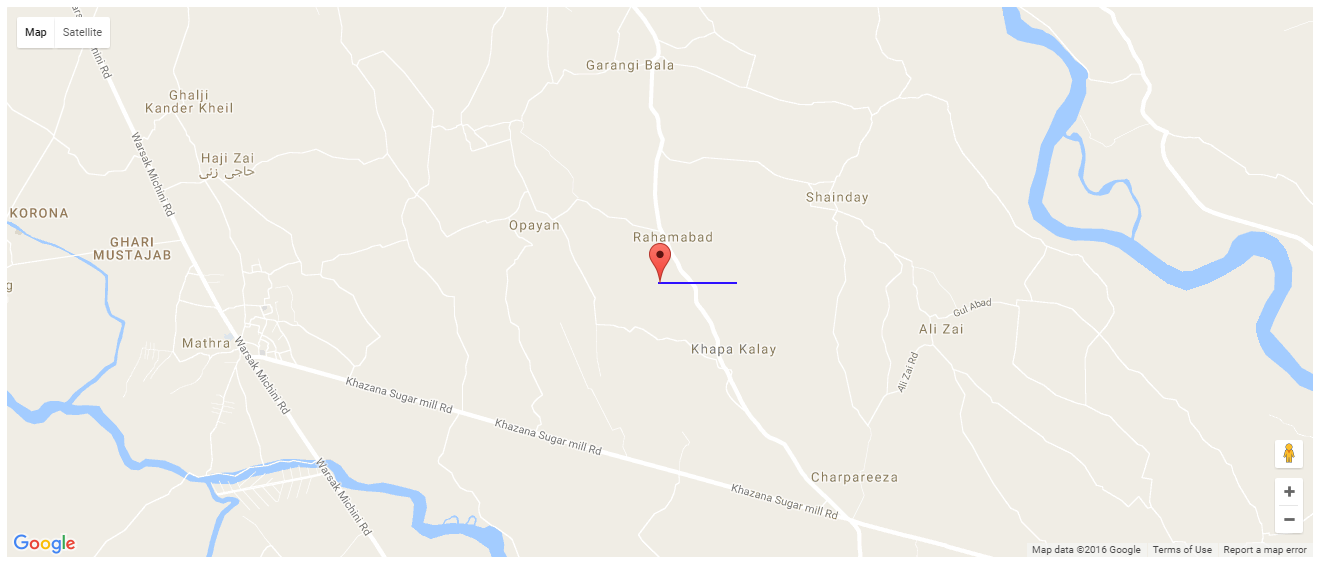 Map Satellite
Warsak Michini Rd
Garangi Bala
Ghalji
Kander Kheil
Warsak Michini Rd
Haji Zai
حاجی زئی
Shainday
KORONA
Opayan
Rahamabad
GHARI
MUSTAJAB
g
Gul Abad
Ali Zai
Mathra
Khapa Kalay
Warsak Michini Rd
Ali Zai Rd
Khazana Sugar mill Rd
Khazana Sugar mill Rd
Warsak Michini Rd
Charpareeza
Khazana Sugar mill Rd
Google
Map data ©2016 Google Terms of Use Report a map error